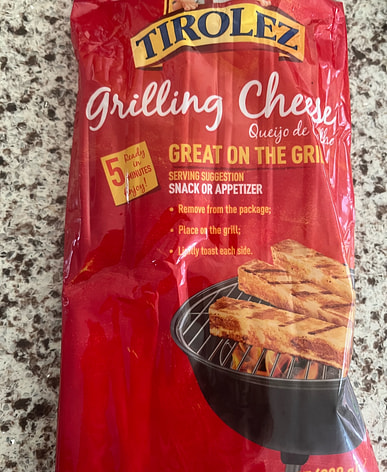 TIROLEZ
Grilling Cheese
Queijo de
GREAT ON THE
5 Ready in MINUTES Enjoy!
SERVING SUGGESTION
SNACK OR APPETIZER
• Remove from the package;
• Place on the grill;
• Lightly toast each side.